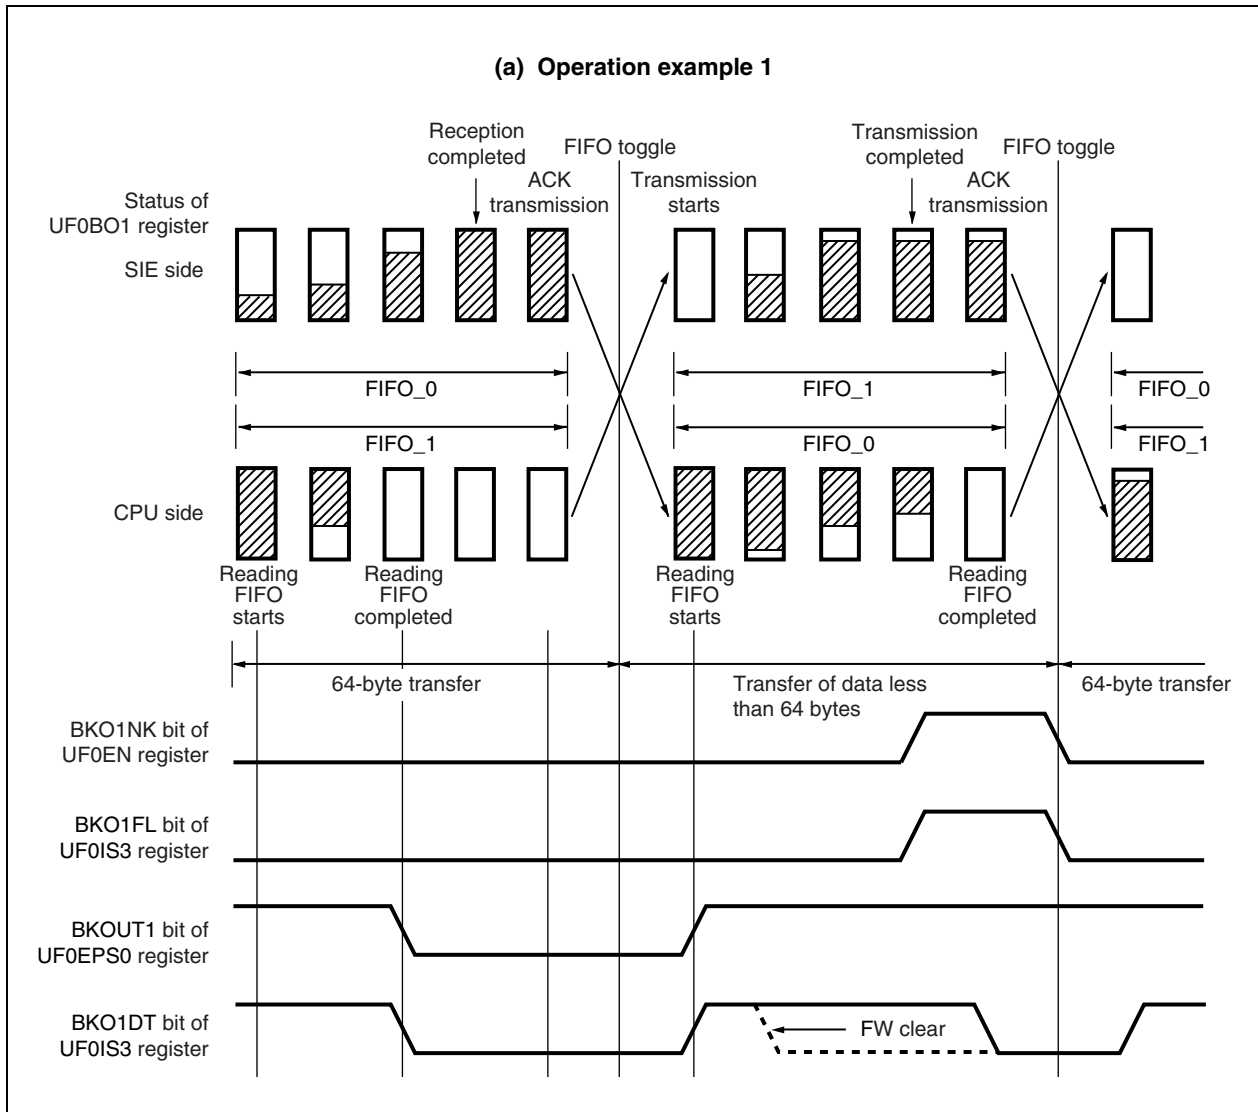 (a) Operation example 1
Reception
completed
FIFO toggle
Transmission
completed
FIFO toggle
ACK
transmission
Transmission
starts
ACK
transmission
Status of
UF0BO1 register
SIE side
FIFO_0
FIFO_1
FIFO_0
FIFO_1
FIFO_0
FIFO_1
CPU side
Reading
FIFO
starts
Reading
FIFO
completed
Reading
FIFO
starts
Reading
FIFO
completed
64-byte transfer
Transfer of data less
than 64 bytes
64-byte transfer
BKO1NK bit of
UF0EN register
BKO1FL bit of
UF0IS3 register
BKOUT1 bit of
UF0EPS0 register
BKO1DT bit of
UF0IS3 register
FW clear